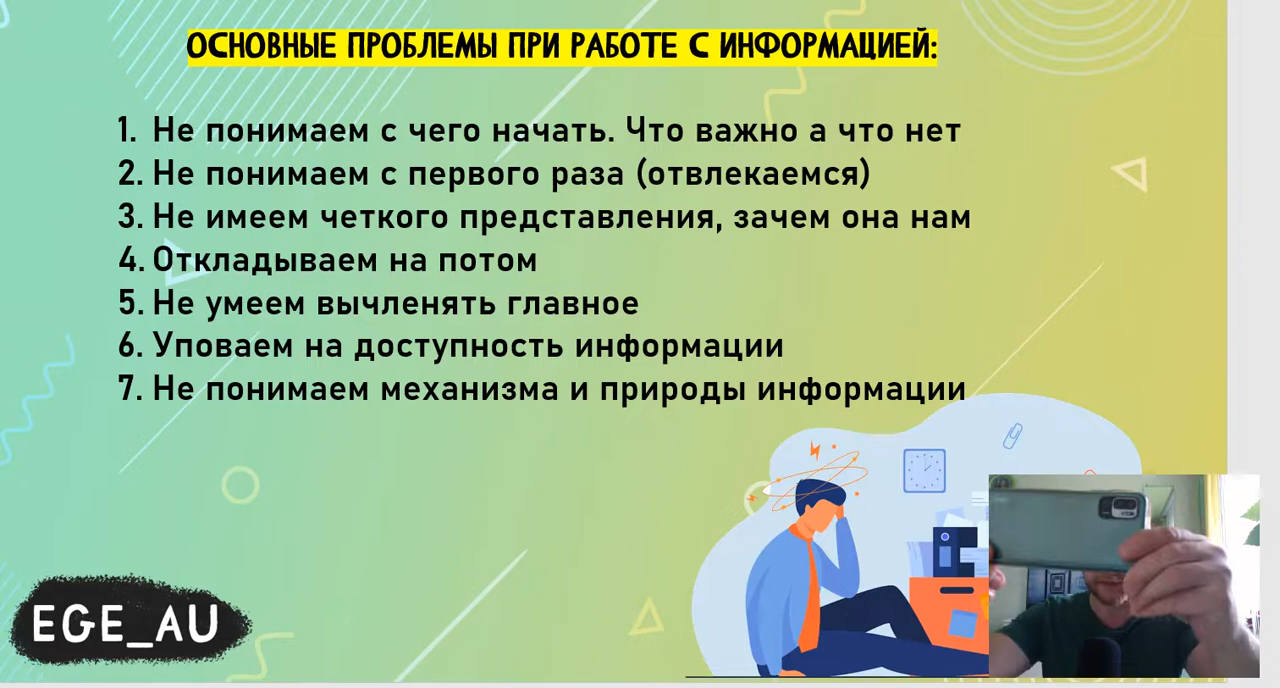 ОСНОВНЫЕ ПРОБЛЕМЫ ПРИ РАБОТЕ С ИНФОРМАЦИЕЙ:
1. Не понимаем с чего начать. Что важно а что нет
2. Не понимаем с первого раза (отвлекаемся)
3. Не имеем четкого представления, зачем она нам
4. Откладываем на потом
5. Не умеем вычленять главное
6. Уповаем на доступность информации
7. Не понимаем механизма и природы информации
EGE_AU